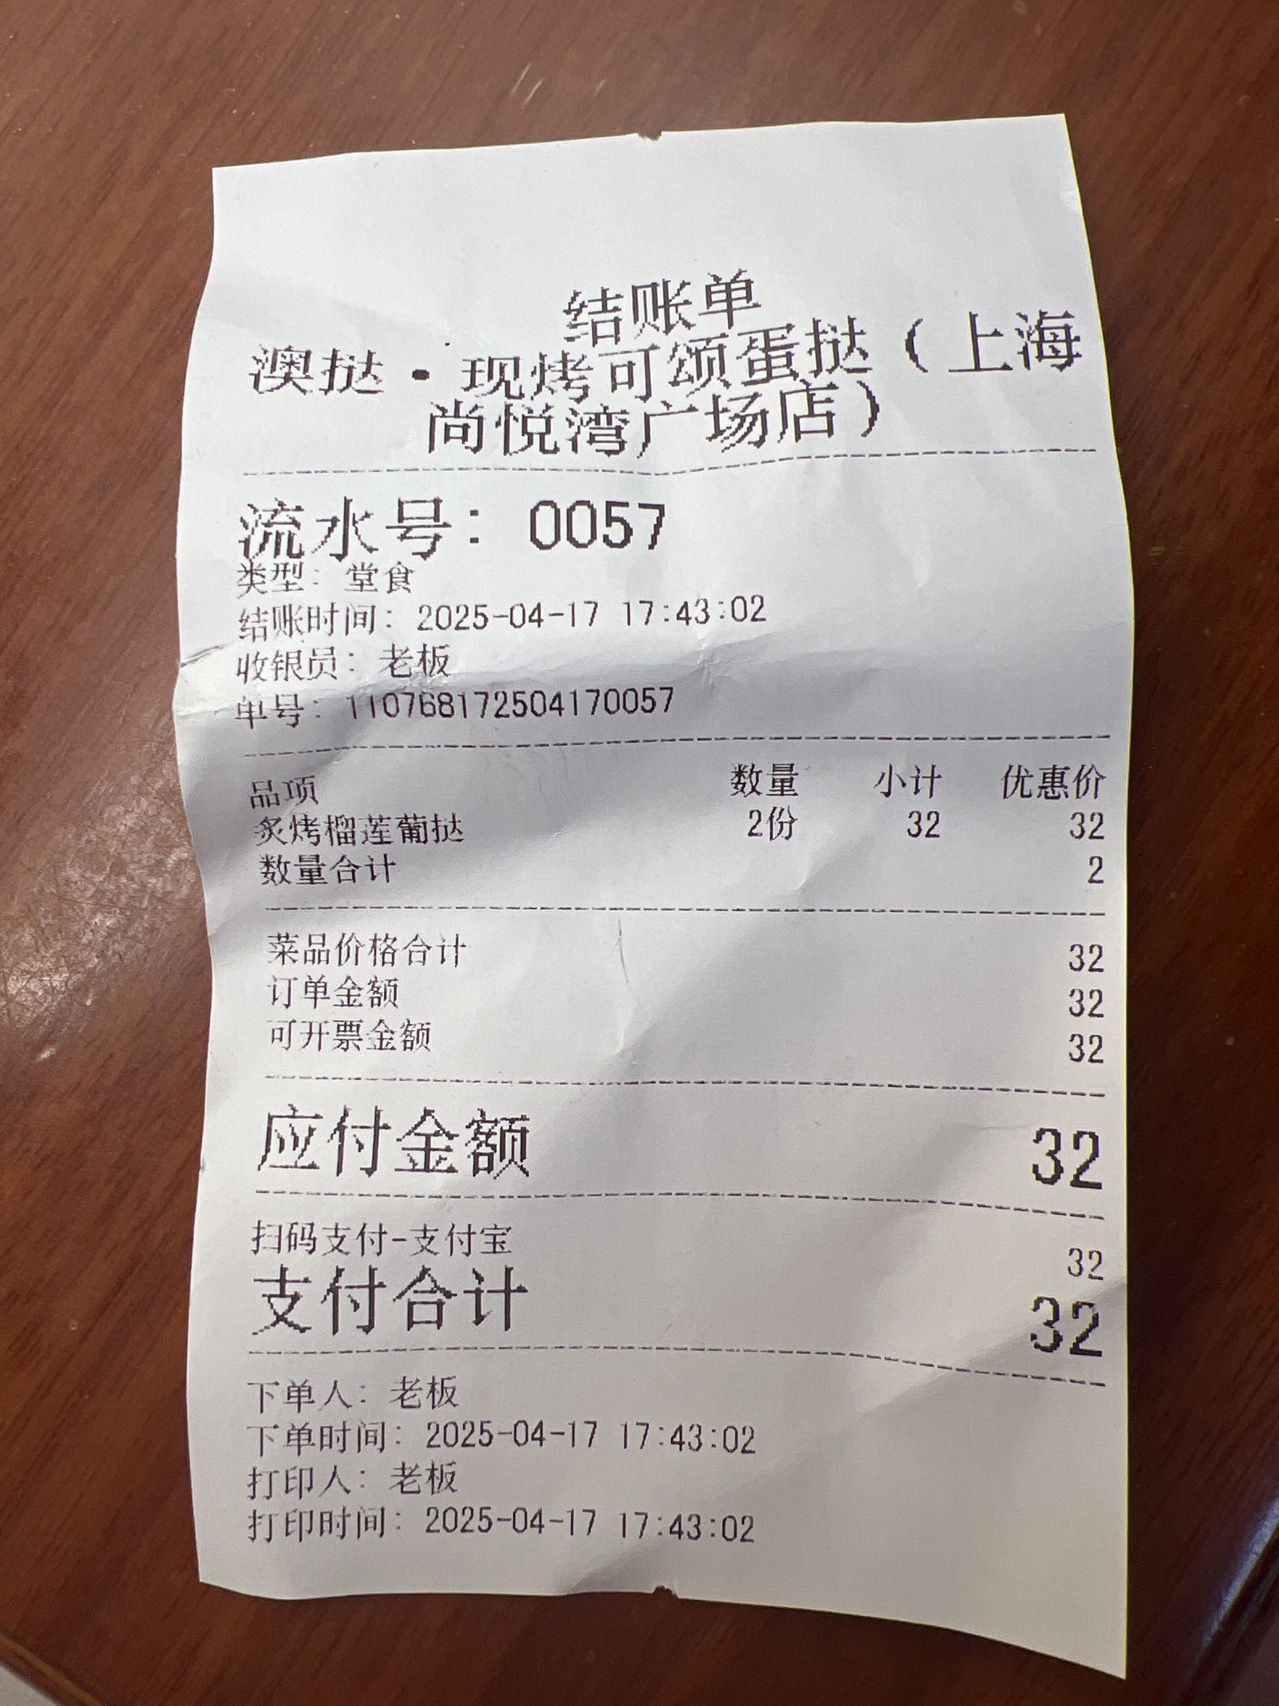 结账单
澳挞·现烤可颂蛋挞（上海
尚悦湾广场店）
流水号：0057
类型：堂食
结账时间：2025-04-17 17:43:02
收银员：老板
单号：110768172504170057
品项 数量 小计 优惠价
炙烤榴莲葡挞 2份 32 32
数量合计 2
菜品价格合计 32
订单金额 32
可开票金额 32
应付金额 32
扫码支付-支付宝 32
支付合计 32
下单人：老板
下单时间：2025-04-17 17:43:02
打印人：老板
打印时间：2025-04-17 17:43:02